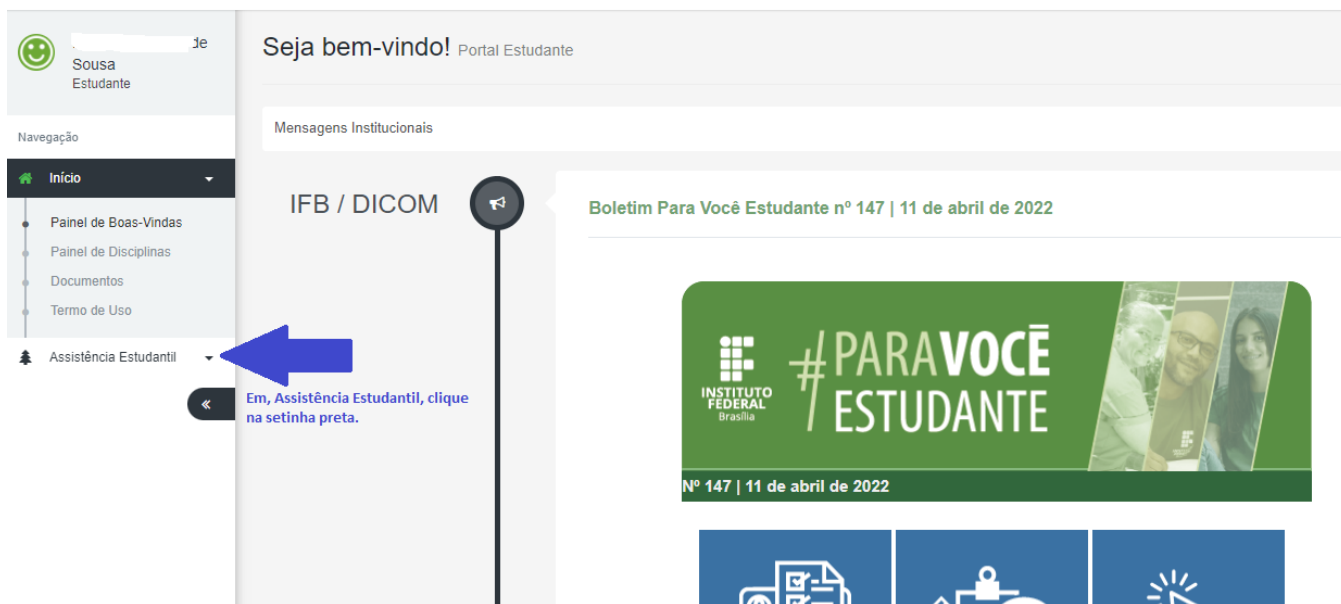 de
Sousa
Estudante
Navegação
Início
Painel de Boas-Vindas
Painel de Disciplinas
Documentos
Termo de Uso
Assistência Estudantil
Seja bem-vindo! Portal Estudante
Mensagens Institucionais
IFB / DICOM
Boletim Para Você Estudante nº 147 | 11 de abril de 2022
INSTITUTO
FEDERAL
Brasília
#PARAVOCÊ
ESTUDANTE
Nº 147 | 11 de abril de 2022
Em, Assistência Estudantil, clique
na setinha preta.